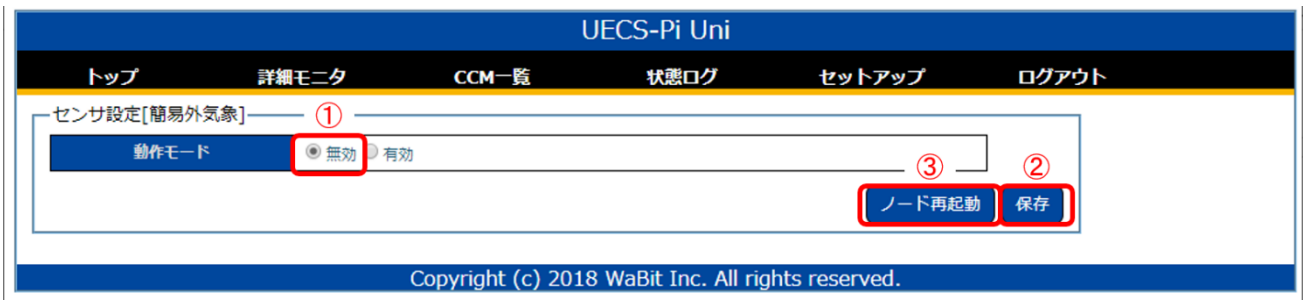 UECS-Pi Uni
トップ 詳細モニタ CCM一覧 状態ログ セットアップ ログアウト
センサ設定[簡易外気象] ①
動作モード 無効 有効
③ ②
ノード再起動 保存
Copyright (c) 2018 WaBit Inc. All rights reserved.